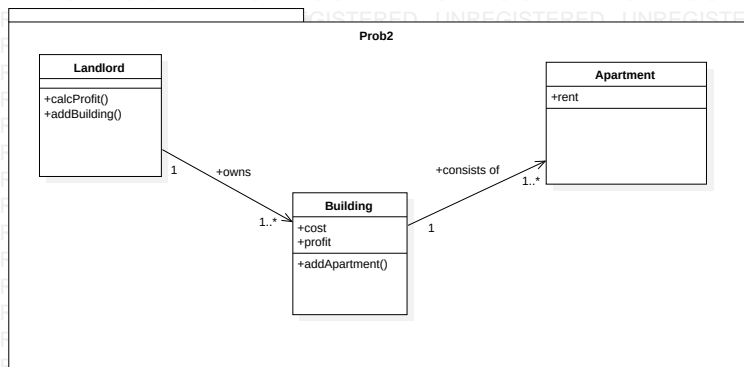 GISTERED UNREGISTERED UNREGISTE
Prob2
Landlord
+calcProfit()
+addBuilding()
Apartment
+rent
1
+owns
1..*
Building
+cost
+profit
+addApartment()
+consists of
1..*
1